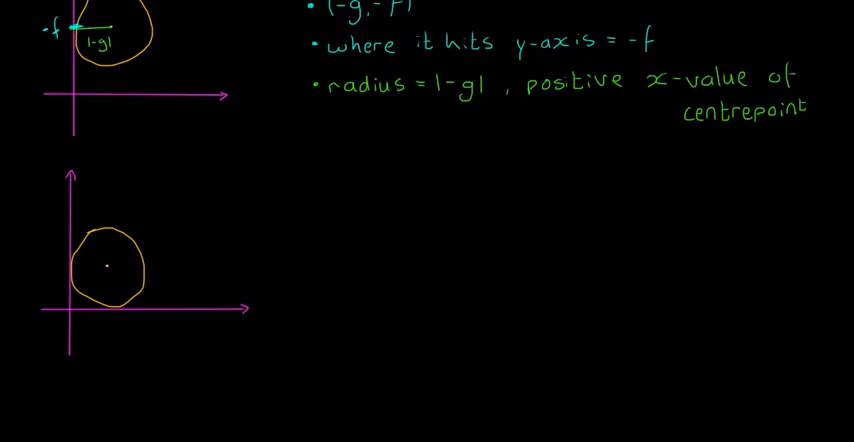 • (-g, -f)
-f
|-g|
• where it hits y-axis = -f
• radius = |-g| , positive x-value of
centrepoint